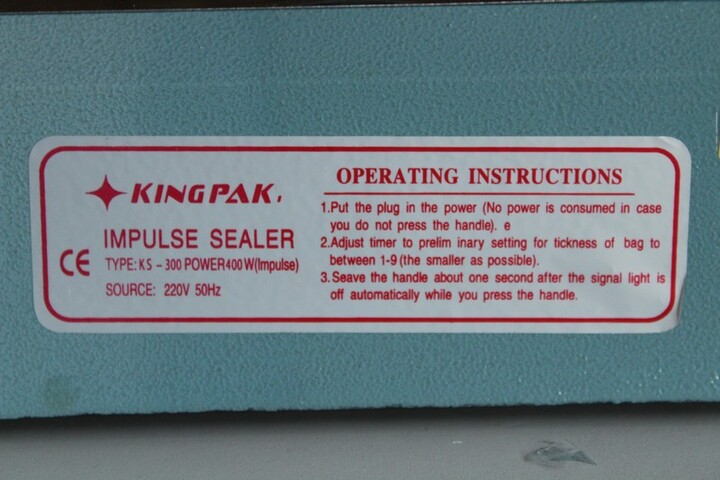 KINGPAK,
IMPULSE SEALER
CE
TYPE: KS - 300 POWER400W(Impulse)
SOURCE: 220V 50Hz
OPERATING INSTRUCTIONS
1.Put the plug in the power (No power is consumed in case
you do not press the handle). e
2.Adjust timer to prelim inary setting for tickness of bag to
between 1-9 (the smaller as possible).
3.Seave the handle about one second after the signal light is
off automatically while you press the handle.